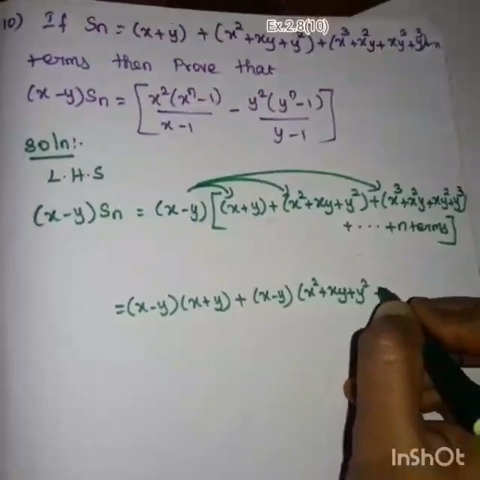 Ex.2.8(10)
10) If Sn = (x+y) + (x²+xy+y²) + (x³+x²y+xy²+y³)
terms then prove that
(x-y)Sn = [x²(xⁿ-1)/x-1 - y²(yⁿ-1)/y-1]
soln:-
L.H.S
(x-y)Sn = (x-y)[(x+y)+(x²+xy+y²)+(x³+x²y+xy²+y³)
+ ... + n terms]
= (x-y)(x+y) + (x-y)(x²+xy+y²
InShOt